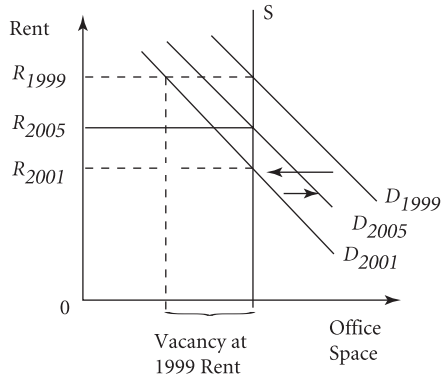 S
Rent
R1999
R2005
R2001
D1999
D2005
D2001
0
Vacancy at
1999 Rent
Office
Space